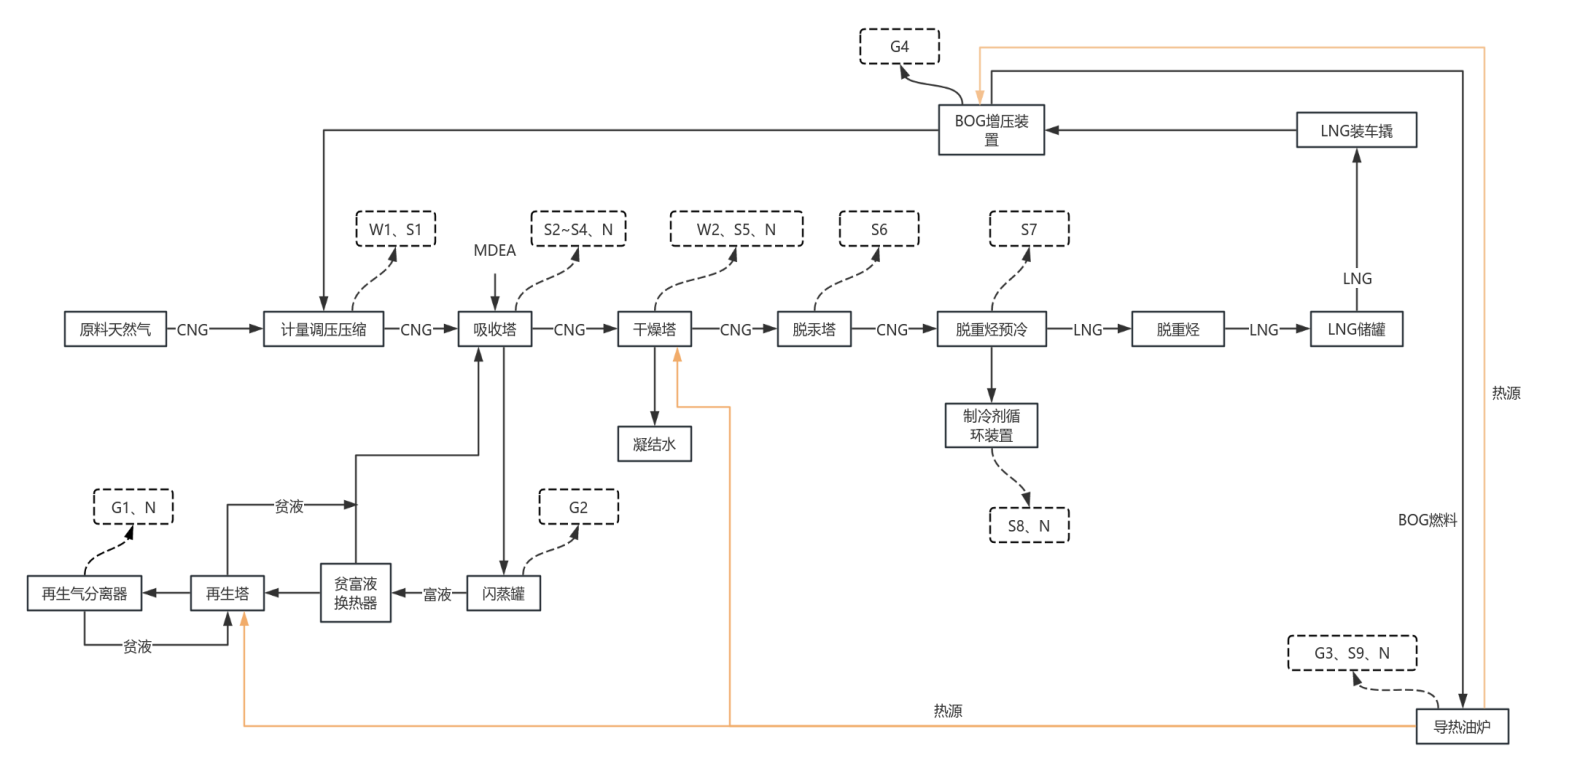 G4
BOG增压装
置
LNG装车撬
W1、S1
S2~S4、N
W2、S5、N
S6
S7
MDEA
LNG
原料天然气
CNG
计量调压压缩
CNG
吸收塔
CNG
干燥塔
CNG
脱汞塔
CNG
脱重烃预冷
LNG
脱重烃
LNG
LNG储罐
热源
制冷剂循
环装置
凝结水
G1、N
贫液
G2
S8、N
BOG燃料
再生气分离器
再生塔
贫富液
换热器
富液
闪蒸罐
贫液
G3、S9、N
热源
导热油炉